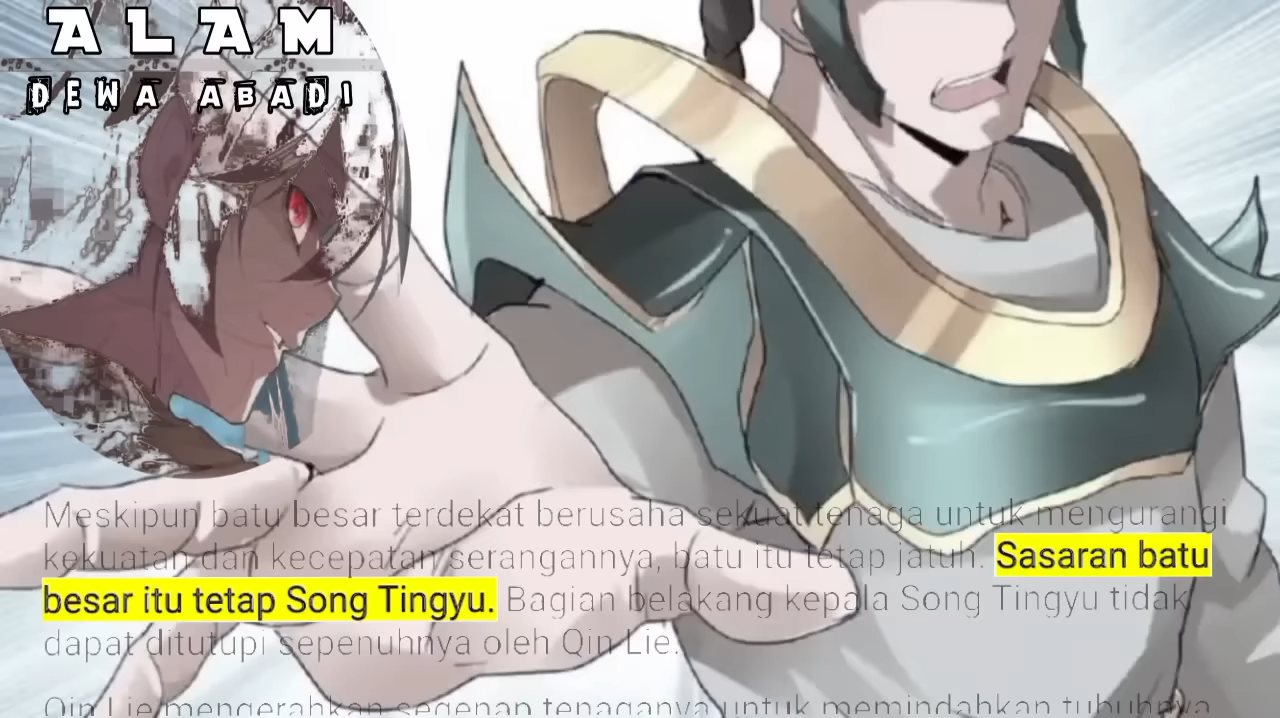 ALAM
DEWA ABADI
Meskipun batu besar terdekat berusaha sekuat tenaga untuk mengurangi
kekuatan dan kecepatan serangannya, batu itu tetap jatuh. Sasaran batu
besar itu tetap Song Tingyu. Bagian belakang kepala Song Tingyu tidak
dapat ditutupi sepenuhnya oleh Qin Lie.
Qin Lie mengerahkan segenap tenaganya untuk memindahkan tubuhnya